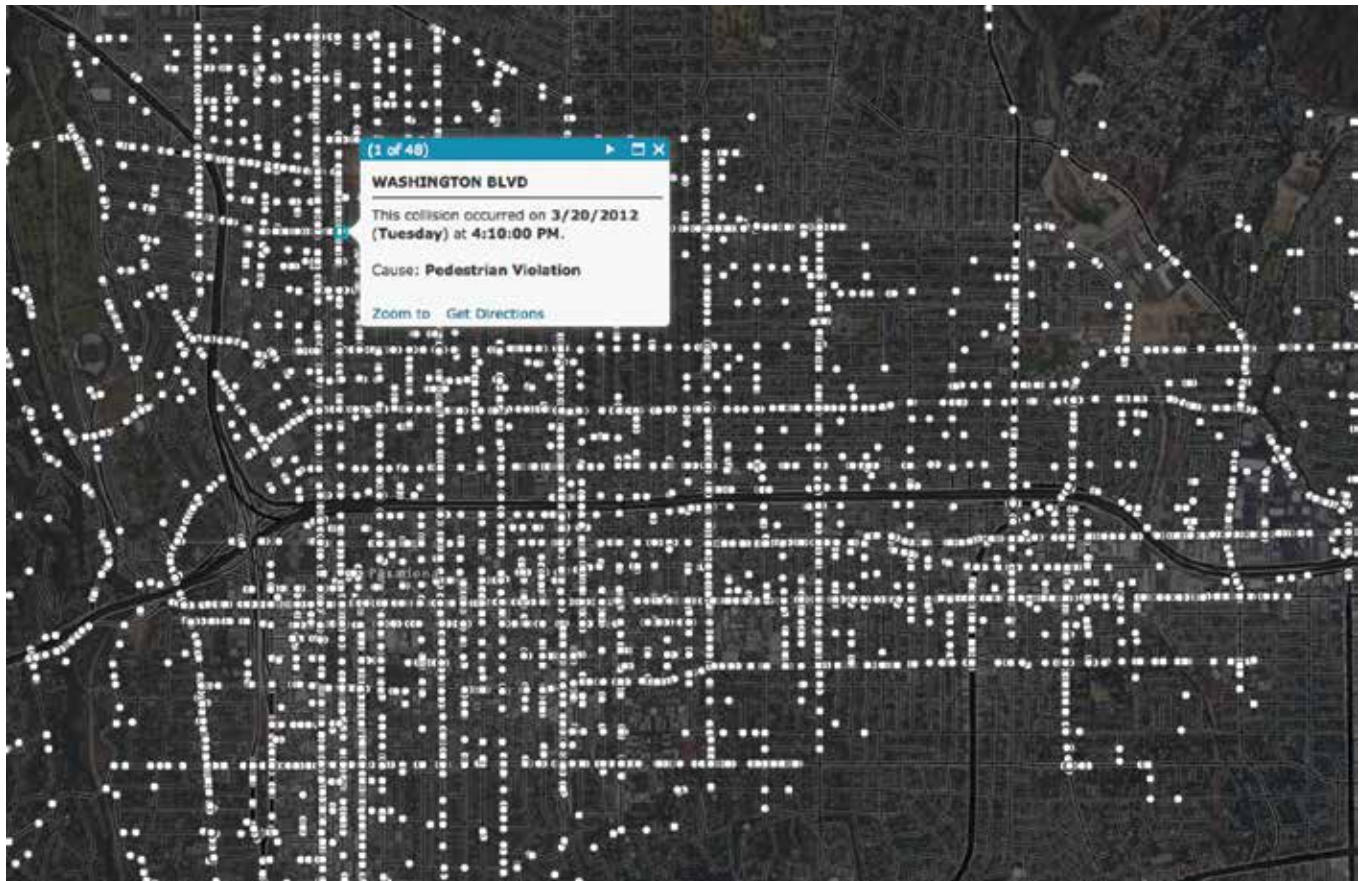 (1 of 48)
WASHINGTON BLVD
This collision occurred on 3/20/2012
(Tuesday) at 4:10:00 PM.
Cause: Pedestrian Violation
Zoom to Get Directions
Pasadena